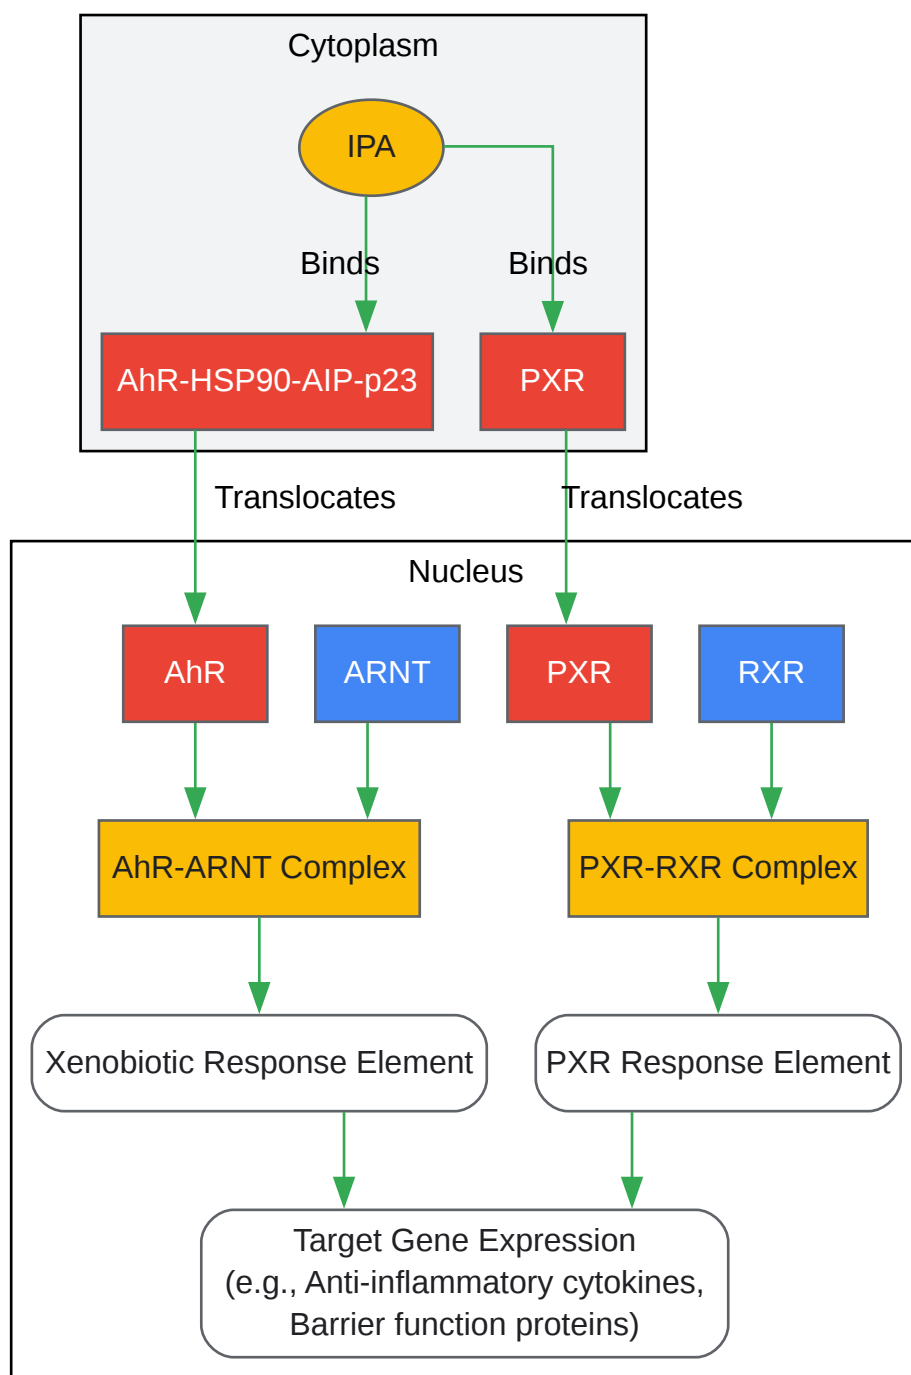 Cytoplasm
IPA
Binds
Binds
AhR-HSP90-AIP-p23
PXR
Translocates
Translocates
Nucleus
AhR
ARNT
PXR
RXR
AhR-ARNT Complex
PXR-RXR Complex
Xenobiotic Response Element
PXR Response Element
Target Gene Expression
(e.g., Anti-inflammatory cytokines,
Barrier function proteins)